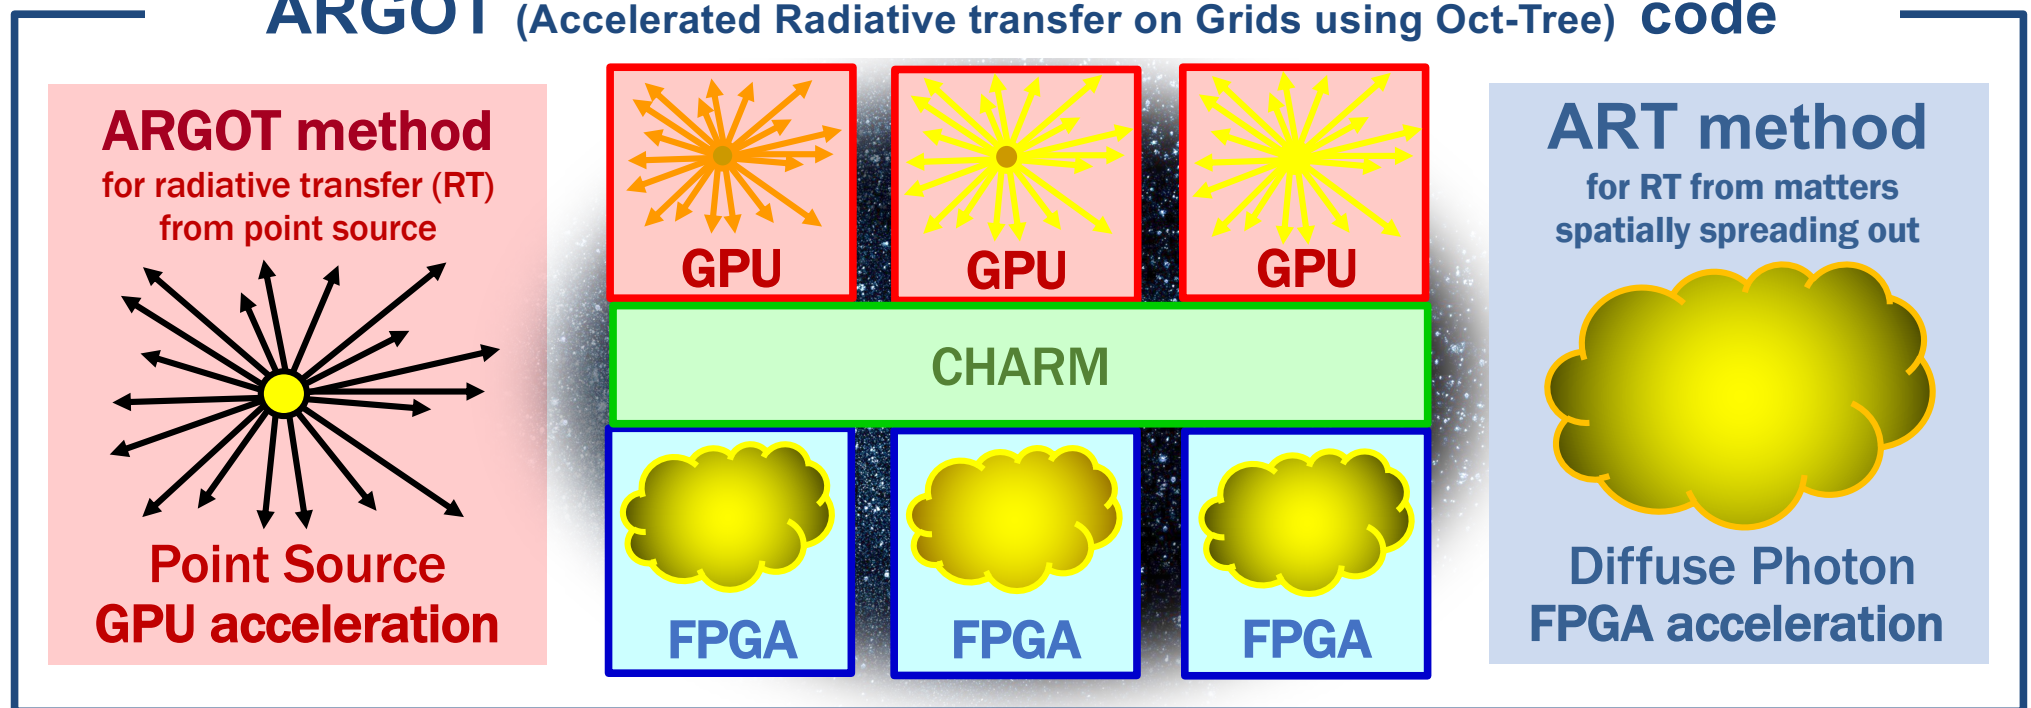 ARGOT (Accelerated Radiative transfer on Grids using Oct-Tree) code
ARGOT method
for radiative transfer (RT)
from point source
Point Source
GPU acceleration
GPU
GPU
GPU
CHARM
FPGA
FPGA
FPGA
ART method
for RT from matters
spatially spreading out
Diffuse Photon
FPGA acceleration